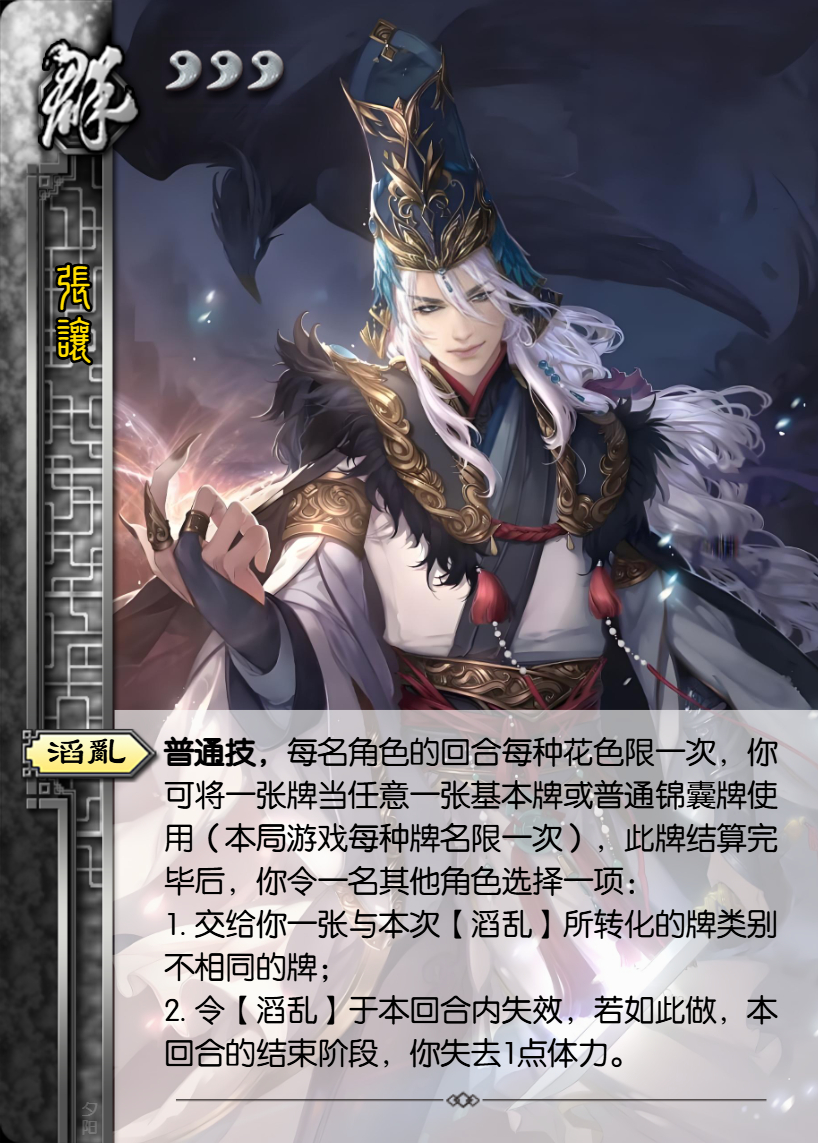 群
張讓
滔亂
普通技，每名角色的回合每种花色限一次，你
可将一张牌当任意一张基本牌或普通锦囊牌使
用（本局游戏每种牌名限一次），此牌结算完
毕后，你令一名其他角色选择一项：
1. 交给你一张与本次【滔乱】所转化的牌类别
不相同的牌；
2. 令【滔乱】于本回合内失效，若如此做，本
回合的结束阶段，你失去1点体力。
夕阳